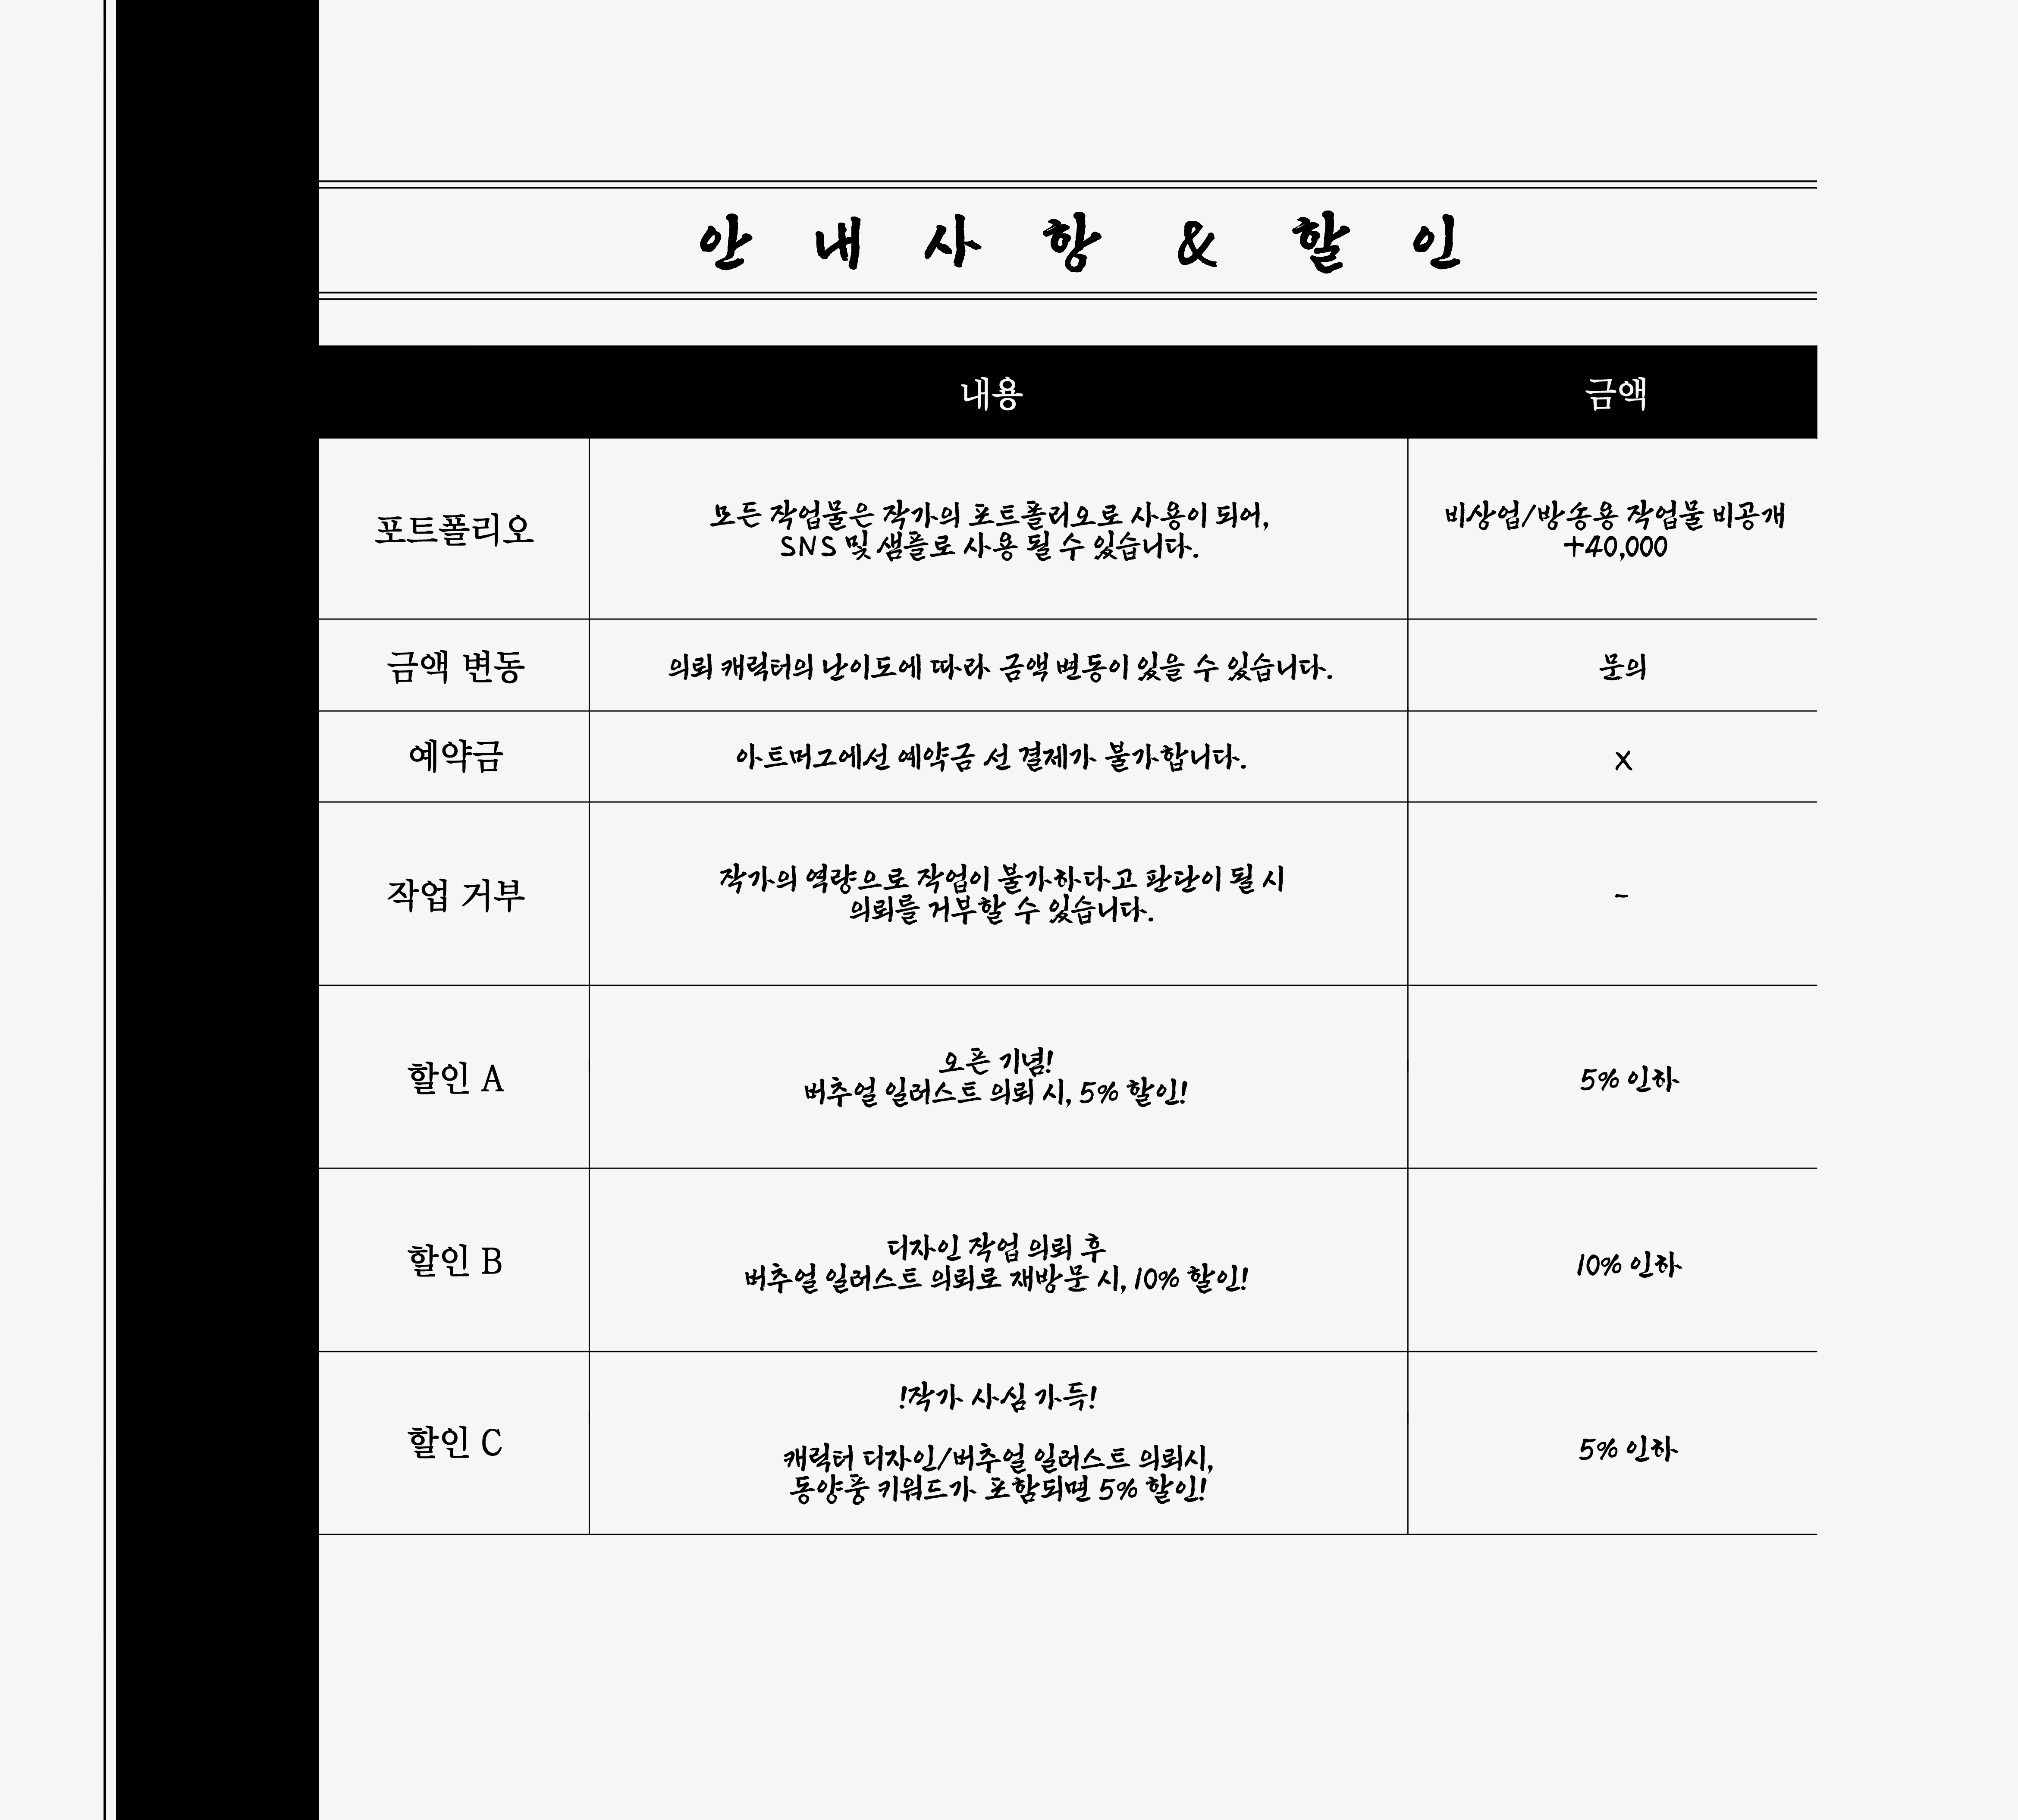 안내사항 & 할인
내용 금액
포트폴리오
모든 작업물은 작가의 포트폴리오로 사용이 되어,
SNS 및 샘플로 사용 될 수 있습니다.
비상업/방송용 작업물 비공개
+40,000
금액 변동
의뢰 캐릭터의 난이도에 따라 금액 변동이 있을 수 있습니다.
문의
예약금
아트머그에선 예약금 선 결제가 불가합니다.
x
작업 거부
작가의 역량으로 작업이 불가하다고 판단이 될 시
의뢰를 거부할 수 있습니다.
-
할인 A
오픈 기념!
버추얼 일러스트 의뢰 시, 5% 할인!
5% 인하
할인 B
디자인 작업 의뢰 후
버추얼 일러스트 의뢰로 재방문 시, 10% 할인!
10% 인하
할인 C
!작가 사심 가득!
캐릭터 디자인/버추얼 일러스트 의뢰시,
동양풍 키워드가 포함되면 5% 할인!
5% 인하